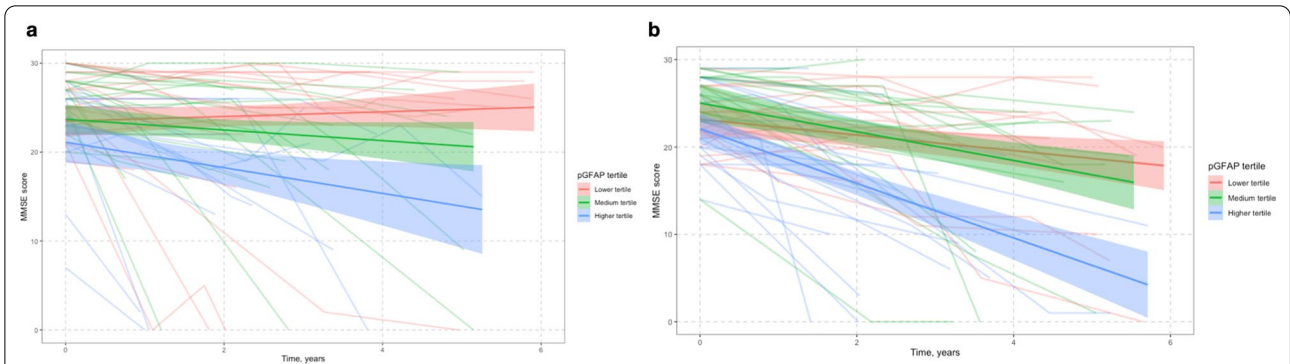 a
30
20
10
0
MMSE score
0
2
4
6
Time, years
pGFAP tertile
Lower tertile
Medium tertile
Higher tertile
b
30
20
10
0
MMSE score
0
2
4
6
Time, years
pGFAP tertile
Lower tertile
Medium tertile
Higher tertile